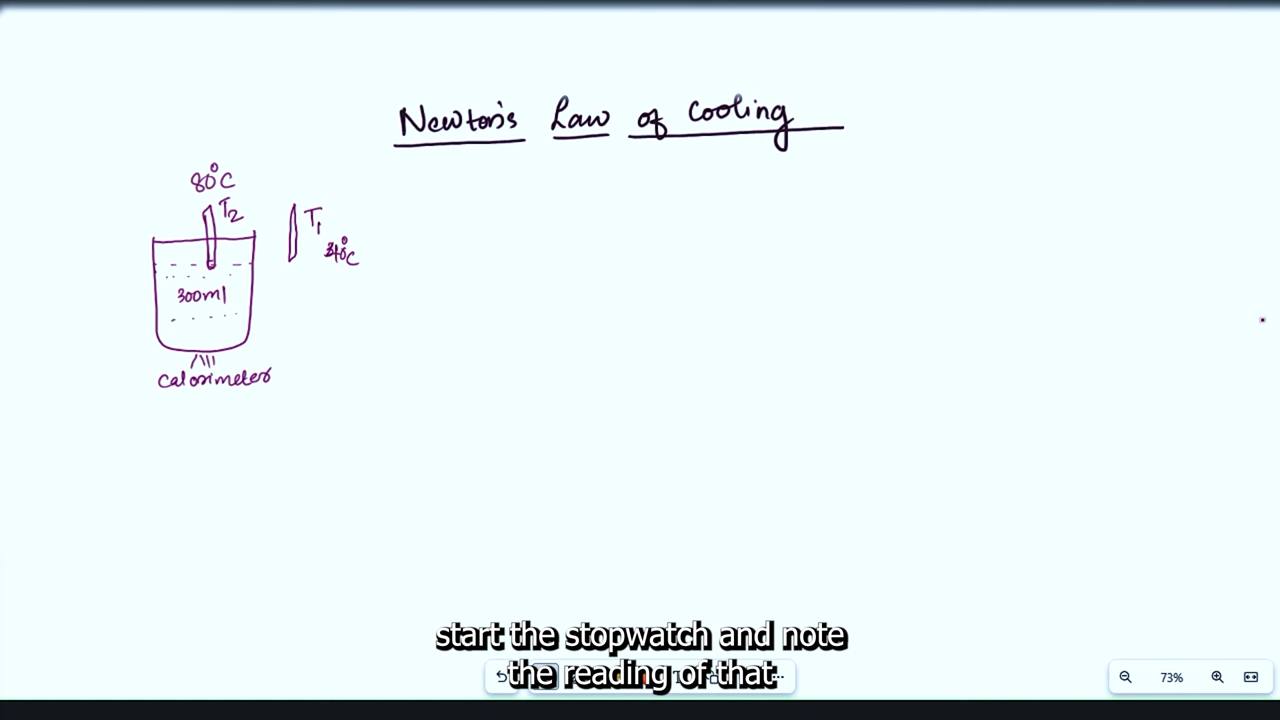 Newton's Law of Cooling
80°C
T₂
T₁
300ml
Calorimeter
start the stopwatch and note
the reading of that
73%